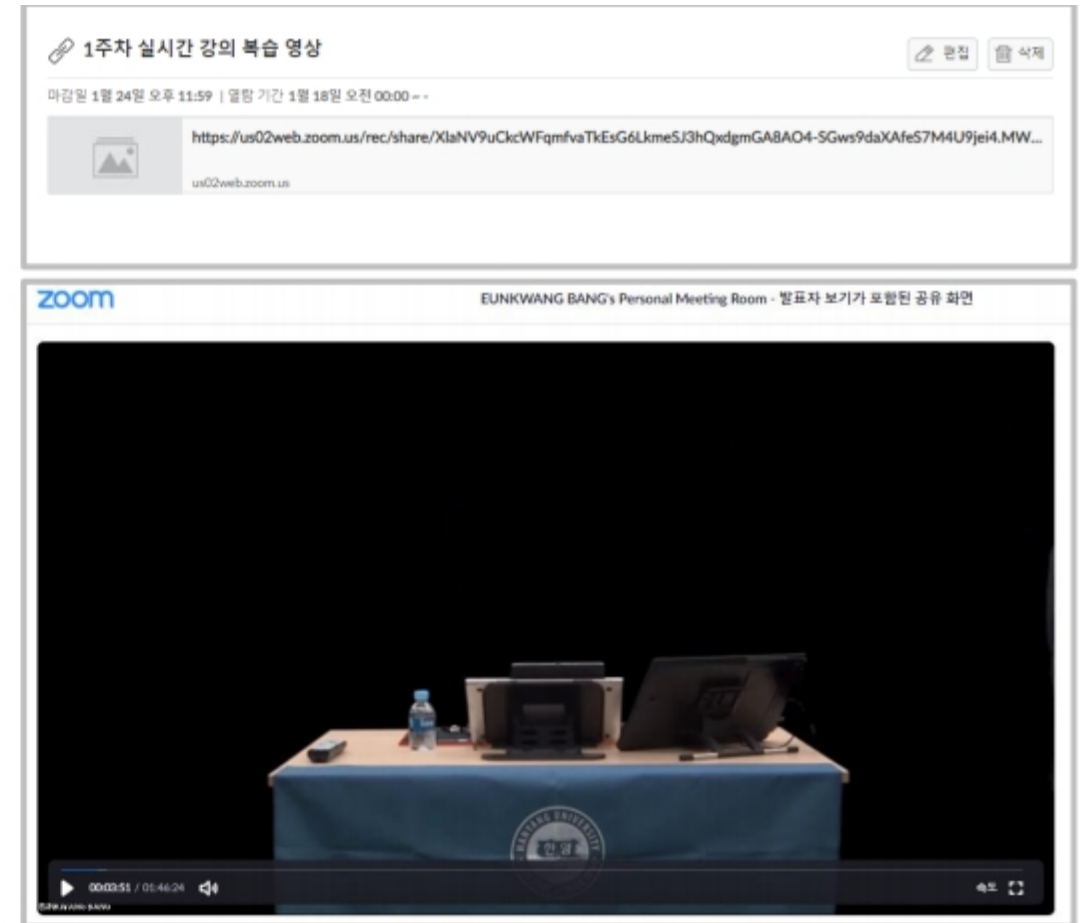 1주차 실시간 강의 복습 영상
편집
삭제
마감일 1월 24일 오후 11:59 | 열람 기간 1월 18일 오전 00:00 ~ -
https://us02web.zoom.us/rec/share/XlaNV9uCkcWFqmfvaTkEsG6LkmeSJ3hQxdgmGA8AO4-SGws9daXAfeS7M4U9jei4.MW...
us02web.zoom.us
zoom
EUNKWANG BANG's Personal Meeting Room - 발표자 보기가 포함된 공유 화면
HANYANG UNIVERSITY
한양
00:03:51 / 01:46:24
속도